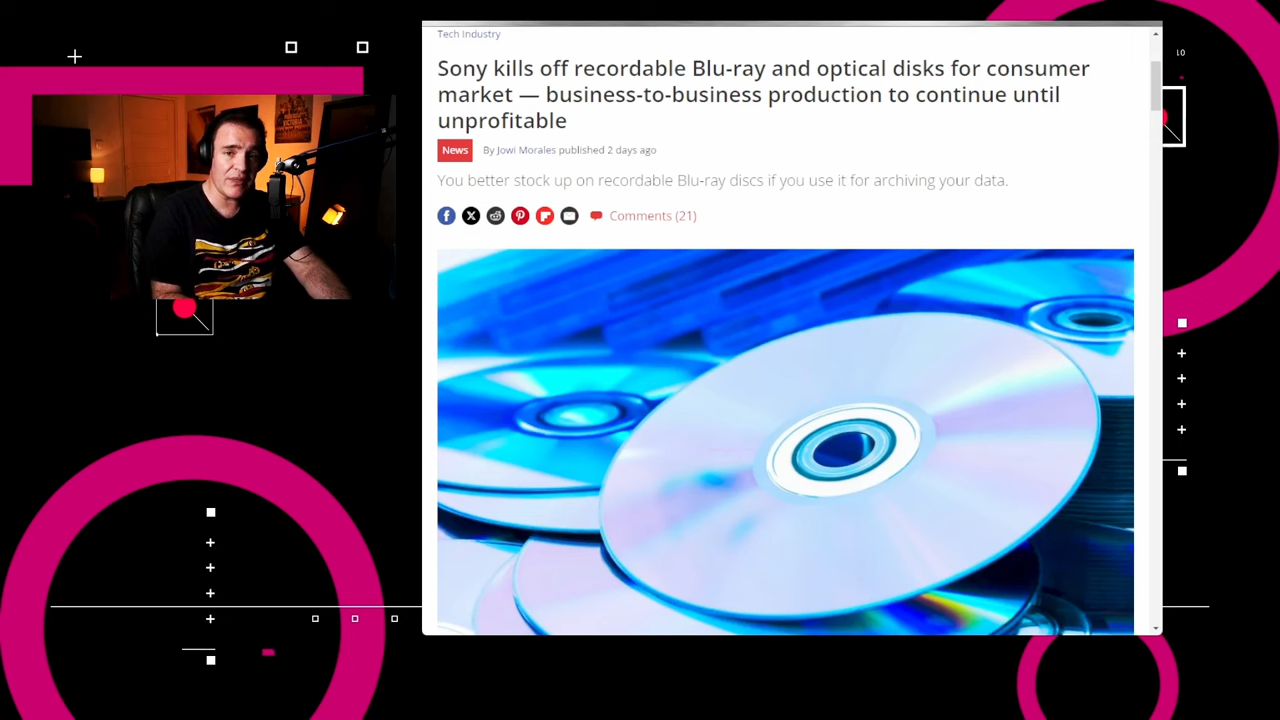 Tech Industry
Sony kills off recordable Blu-ray and optical disks for consumer
market — business-to-business production to continue until
unprofitable
News By Jowi Morales published 2 days ago
You better stock up on recordable Blu-ray discs if you use it for archiving your data.
Comments (21)
10